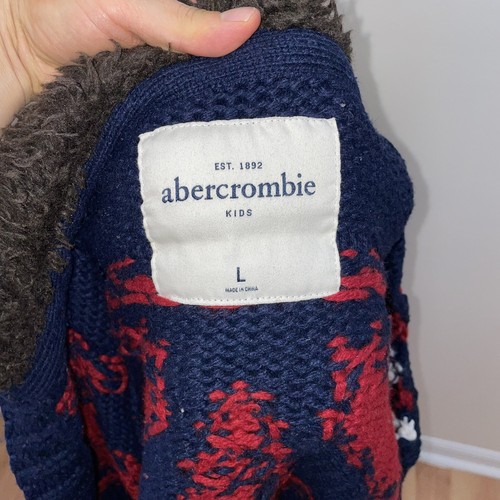 EST. 1892
abercrombie
KIDS
L
MADE IN CHINA